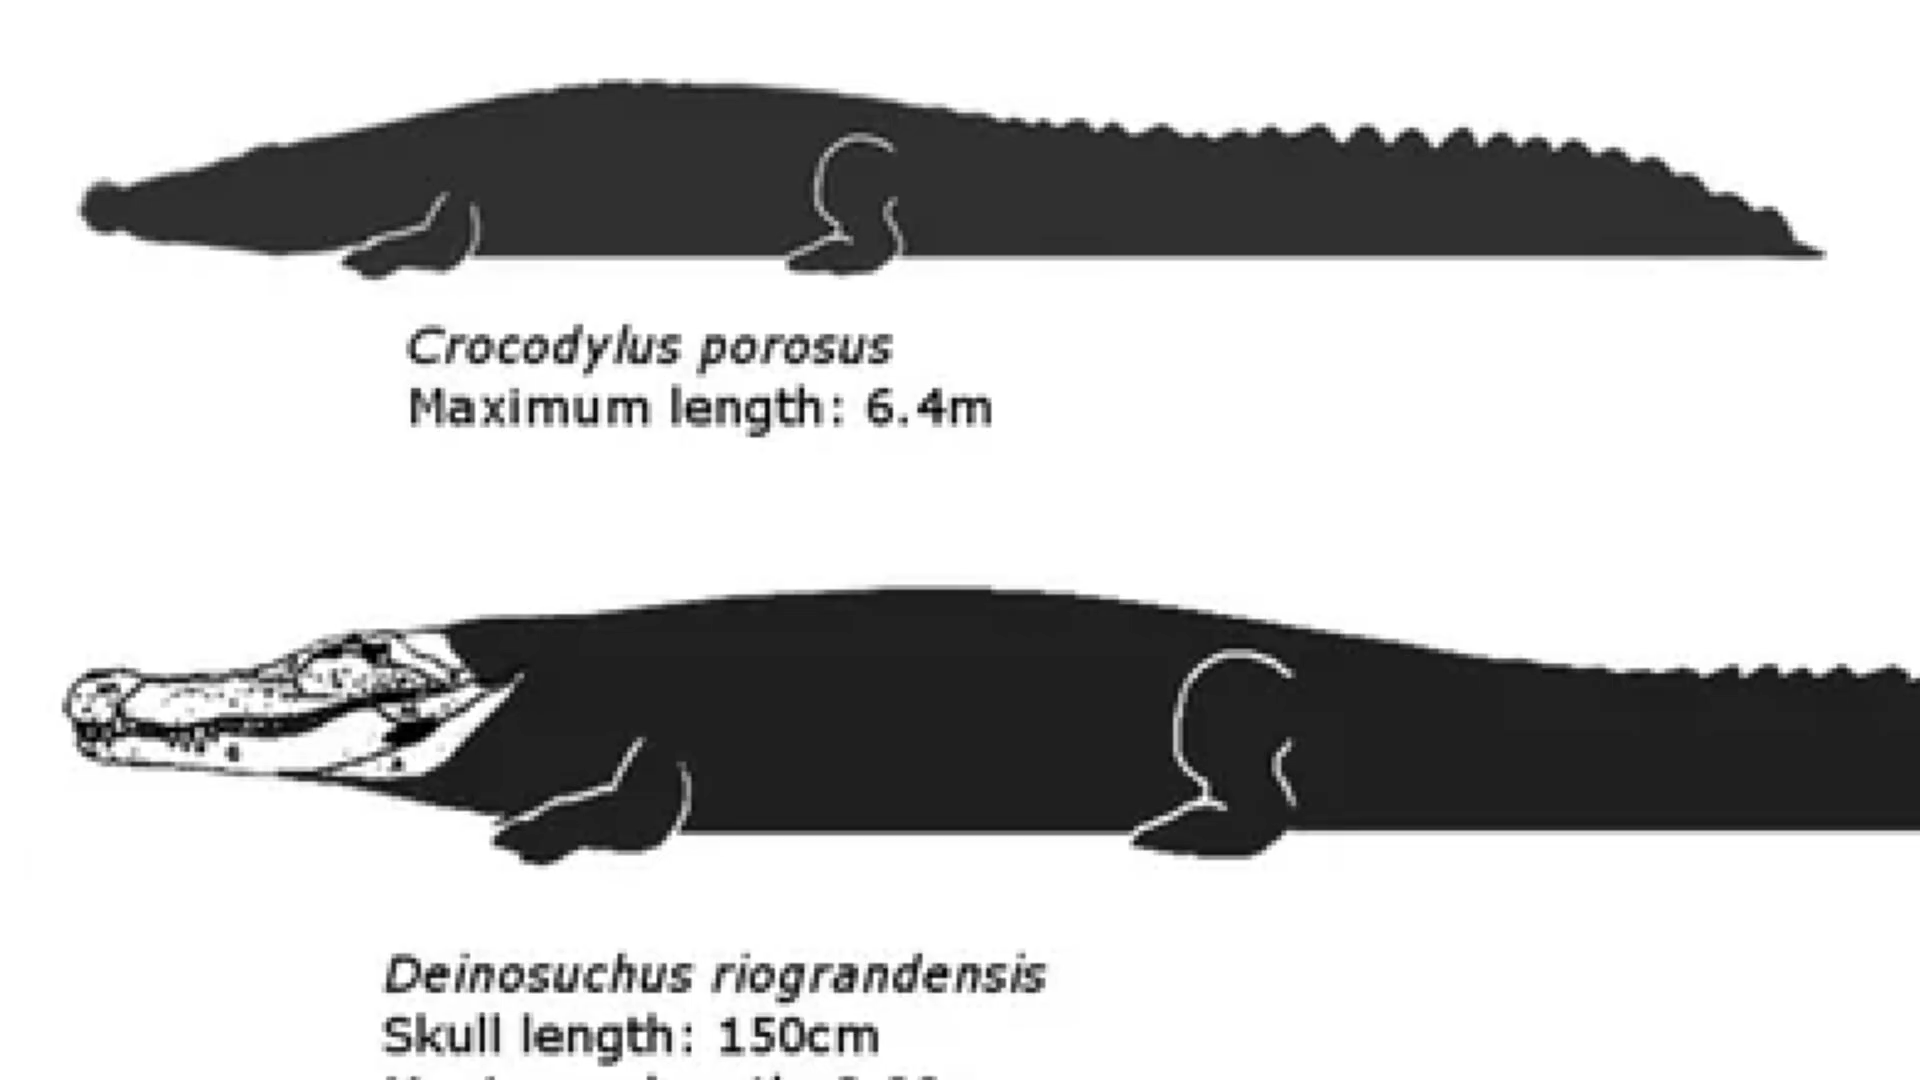 Crocodylus porosus
Maximum length: 6.4m
Deinosuchus riograndensis
Skull length: 150cm